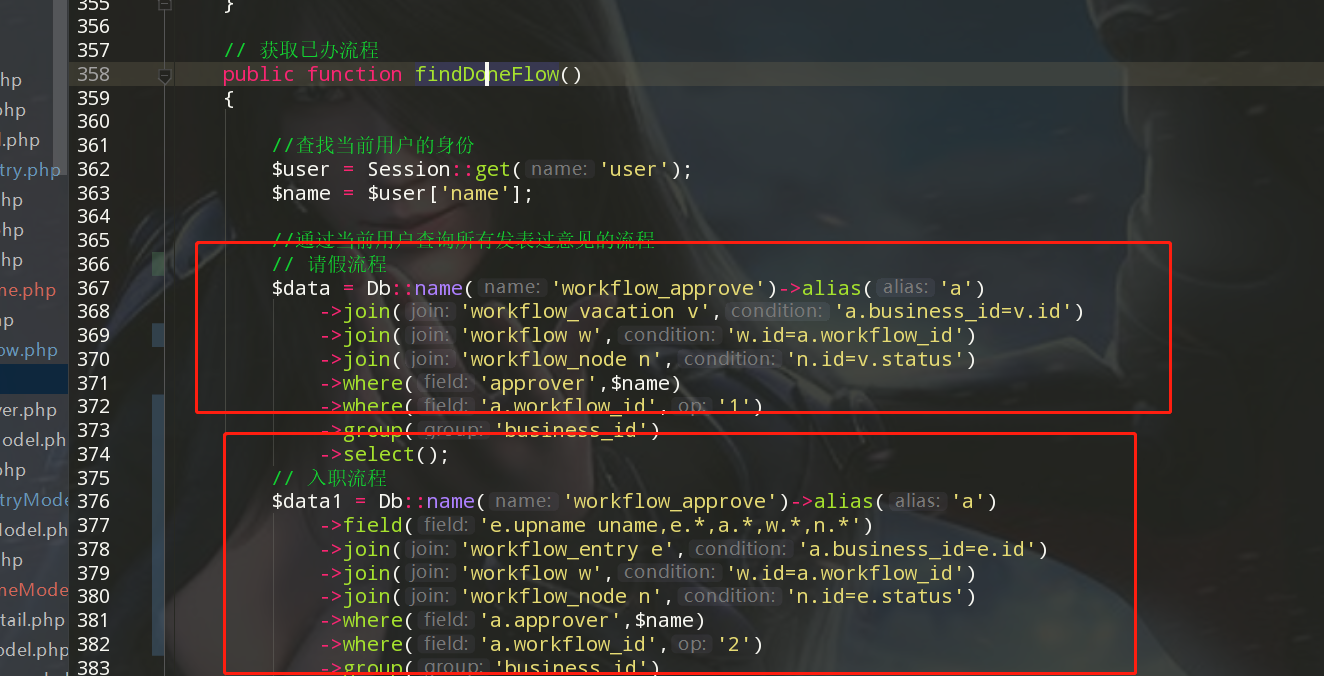 hp
hp
l.php
try.php
hp
hp
hp
ne.php
p
ow.php
ver.php
odel.ph
php
tryMode
Model.ph
hp
meMode
tail.php
odel.php
355 }
356
357 // 获取已办流程
358 public function findDoneFlow()
359 {
360
361 //查找当前用户的身份
362 $user = Session::get( name: 'user');
363 $name = $user['name'];
364
365 //通过当前用户查询所有发表过意见的流程
366 // 请假流程
367 $data = Db::name( name: 'workflow_approve')->alias( alias: 'a')
368 ->join( join: 'workflow_vacation v', condition: 'a.business_id=v.id')
369 ->join( join: 'workflow w', condition: 'w.id=a.workflow_id')
370 ->join( join: 'workflow_node n', condition: 'n.id=v.status')
371 ->where( field: 'approver',$name)
372 ->where( field: 'a.workflow_id', op: '1')
373 ->group( group: 'business_id')
374 ->select();
375 // 入职流程
376 $data1 = Db::name( name: 'workflow_approve')->alias( alias: 'a')
377 ->field( field: 'e.upname uname,e.*,a.*,w.*,n.*')
378 ->join( join: 'workflow_entry e', condition: 'a.business_id=e.id')
379 ->join( join: 'workflow w', condition: 'w.id=a.workflow_id')
380 ->join( join: 'workflow_node n', condition: 'n.id=e.status')
381 ->where( field: 'a.approver',$name)
382 ->where( field: 'a.workflow_id', op: '2')
383 ->group( group: 'business_id')